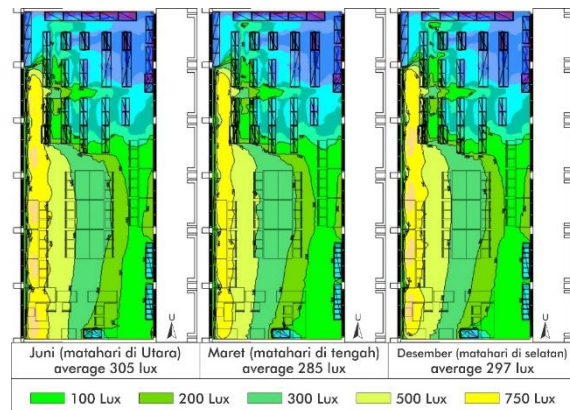 U
U
U
Juni (matahari di Utara)
average 305 lux
Maret (matahari di tengah)
average 285 lux
Desember (matahari di selatan)
average 297 lux
100 Lux
200 Lux
300 Lux
500 Lux
750 Lux